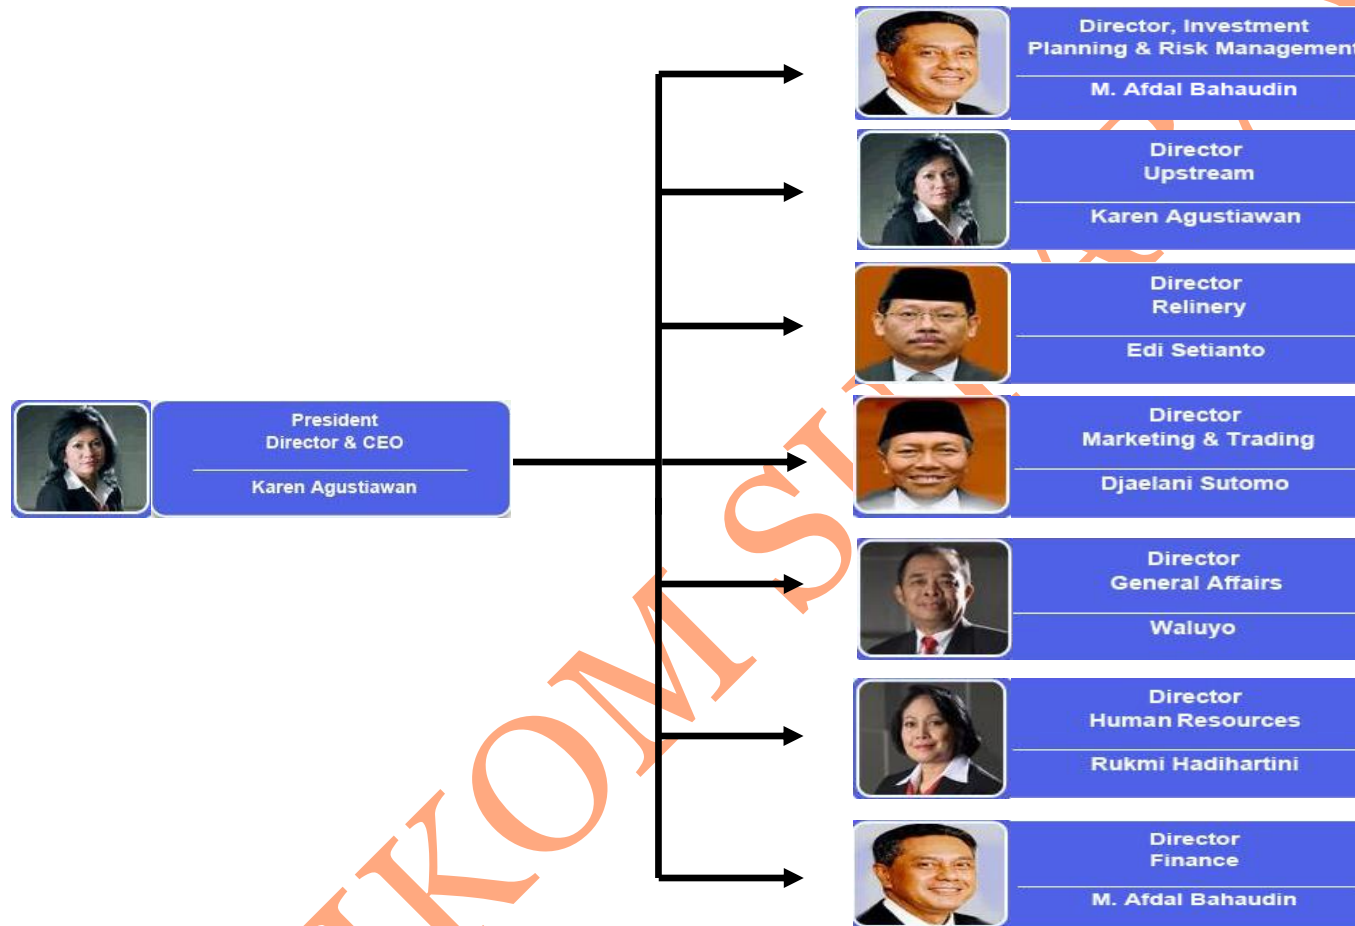 Director, Investment
Planning & Risk Management
M. Afdal Bahaudin
Director
Upstream
Karen Agustiawan
Director
Relinery
Edi Setianto
President
Director & CEO
Karen Agustiawan
Director
Marketing & Trading
Djaelani Sutomo
Director
General Affairs
Waluyo
Director
Human Resources
Rukmi Hadihartini
Director
Finance
M. Afdal Bahaudin